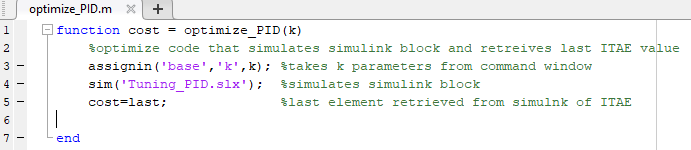 optimize_PID.m
1 function cost = optimize_PID(k)
2 %optimize code that simulates simulink block and retreives last ITAE value
3 assignin('base','k',k); %takes k parameters from command window
4 sim('Tuning_PID.slx'); %simulates simulink block
5 cost=last; %last element retrieved from simulnk of ITAE
6
7 end